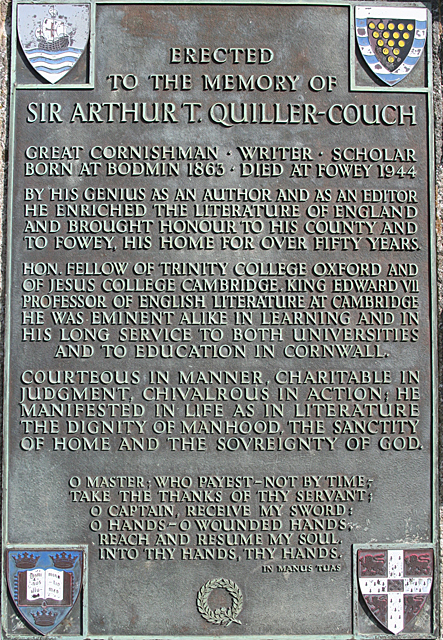 ERECTED
TO THE MEMORY OF
SIR ARTHUR T. QUILLER-COUCH
GREAT CORNISHMAN · WRITER · SCHOLAR
BORN AT BODMIN 1863 · DIED AT FOWEY 1944
BY HIS GENIUS AS AN AUTHOR AND AS AN EDITOR
HE ENRICHED THE LITERATURE OF ENGLAND
AND BROUGHT HONOUR TO HIS COUNTY AND
TO FOWEY, HIS HOME FOR OVER FIFTY YEARS.
HON. FELLOW OF TRINITY COLLEGE OXFORD AND
OF JESUS COLLEGE CAMBRIDGE, KING EDWARD VII
PROFESSOR OF ENGLISH LITERATURE AT CAMBRIDGE
HE WAS EMINENT ALIKE IN LEARNING AND IN
HIS LONG SERVICE TO BOTH UNIVERSITIES
AND TO EDUCATION IN CORNWALL.
COURTEOUS IN MANNER, CHARITABLE IN
JUDGMENT, CHIVALROUS IN ACTION; HE
MANIFESTED IN LIFE AS IN LITERATURE
THE DIGNITY OF MANHOOD, THE SANCTITY
OF HOME AND THE SOVREIGNTY OF GOD.
O MASTER; WHO PAYEST–NOT BY TIME,–
TAKE THE THANKS OF THY SERVANT;
O CAPTAIN, RECEIVE MY SWORD;
O HANDS–O WOUNDED HANDS,
REACH AND RESUME MY SOUL.
INTO THY HANDS, THY HANDS.
IN MANUS TUAS